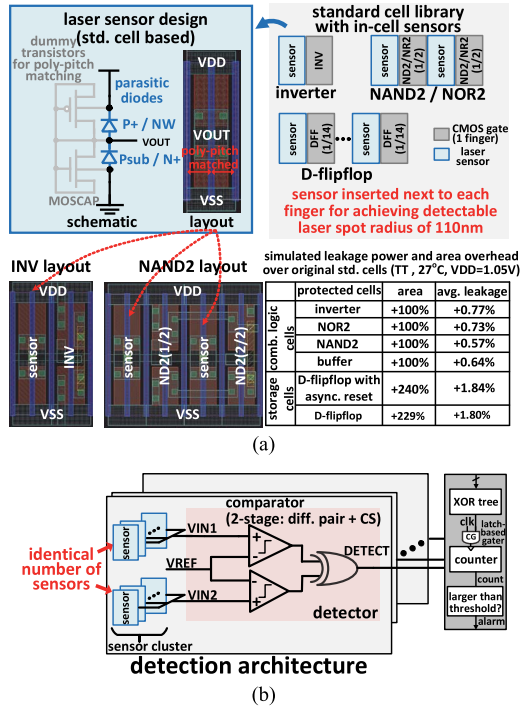 laser sensor design
(std. cell based)
dummy
transistors
for poly-pitch
matching
parasitic
diodes
P+ / NW
VOUT
Psub / N+
MOSCAP
schematic
VDD
VOUT
poly-pitch
matched
VSS
layout
standard cell library
with in-cell sensors
sensor
INV
inverter
sensor
ND2/NR2
(1/2)
sensor
ND2/NR2
(1/2)
NAND2 / NOR2
sensor
DFF
(1/14)
sensor
DFF
(1/14)
D-flipflop
CMOS gate
(1 finger)
laser
sensor
sensor inserted next to each
finger for achieving detectable
laser spot radius of 110nm
INV layout
VDD
sensor
INV
VSS
NAND2 layout
VDD
sensor
ND2(1/2)
sensor
ND2(2/2)
VSS
simulated leakage power and area overhead
over original std. cells (TT , 27°C, VDD=1.05V)
protected cells area avg. leakage
comb. logic
cells
inverter +100% +0.77%
NOR2 +100% +0.73%
NAND2 +100% +0.57%
buffer +100% +0.64%
storage
cells
D-flipflop with
async. reset +240% +1.84%
D-flipflop +229% +1.80%
(a)
comparator
(2-stage: diff. pair + CS)
identical
number of
sensors
sensor
VIN1
VREF
sensor
VIN2
sensor cluster
DETECT
detector
detection architecture
XOR tree
clk
latch-
based
gater
CG
counter
count
larger than
threshold?
alarm
(b)